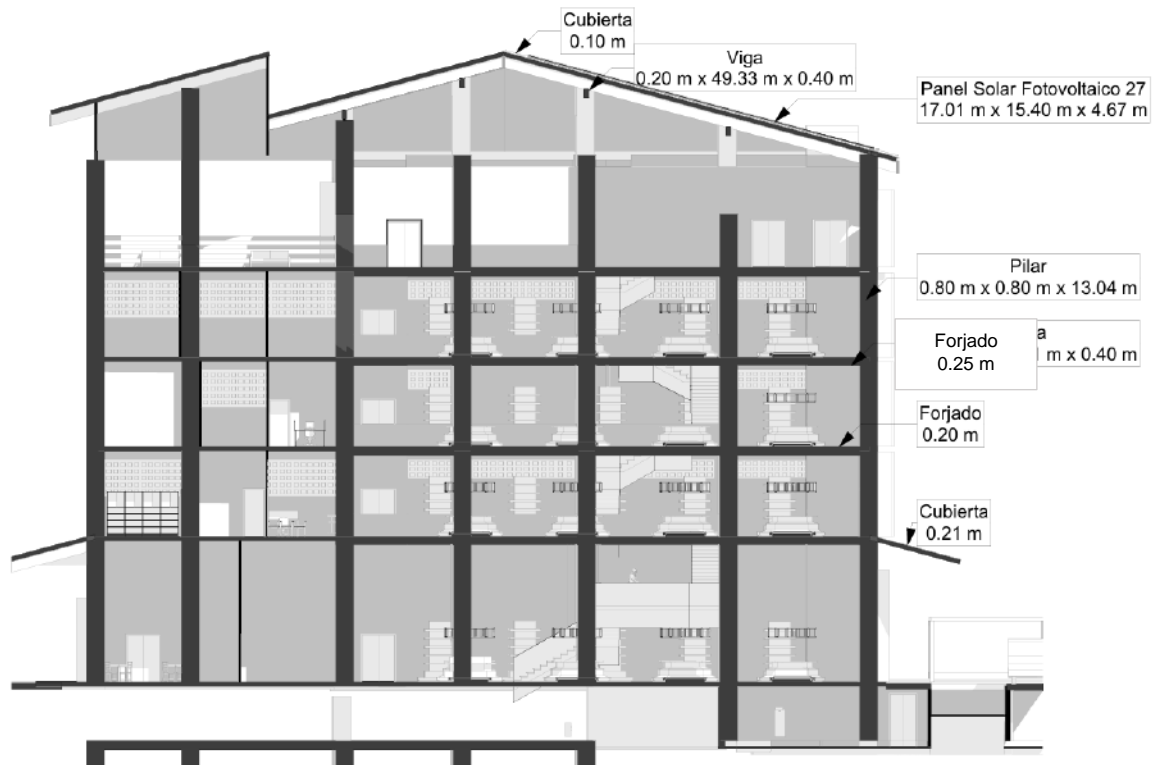 Cubierta
0.10 m
Viga
0.20 m x 49.33 m x 0.40 m
Panel Solar Fotovoltaico 27
17.01 m x 15.40 m x 4.67 m
Pilar
0.80 m x 0.80 m x 13.04 m
Forjado
0.25 m
m x 0.40 m
Forjado
0.20 m
Cubierta
0.21 m